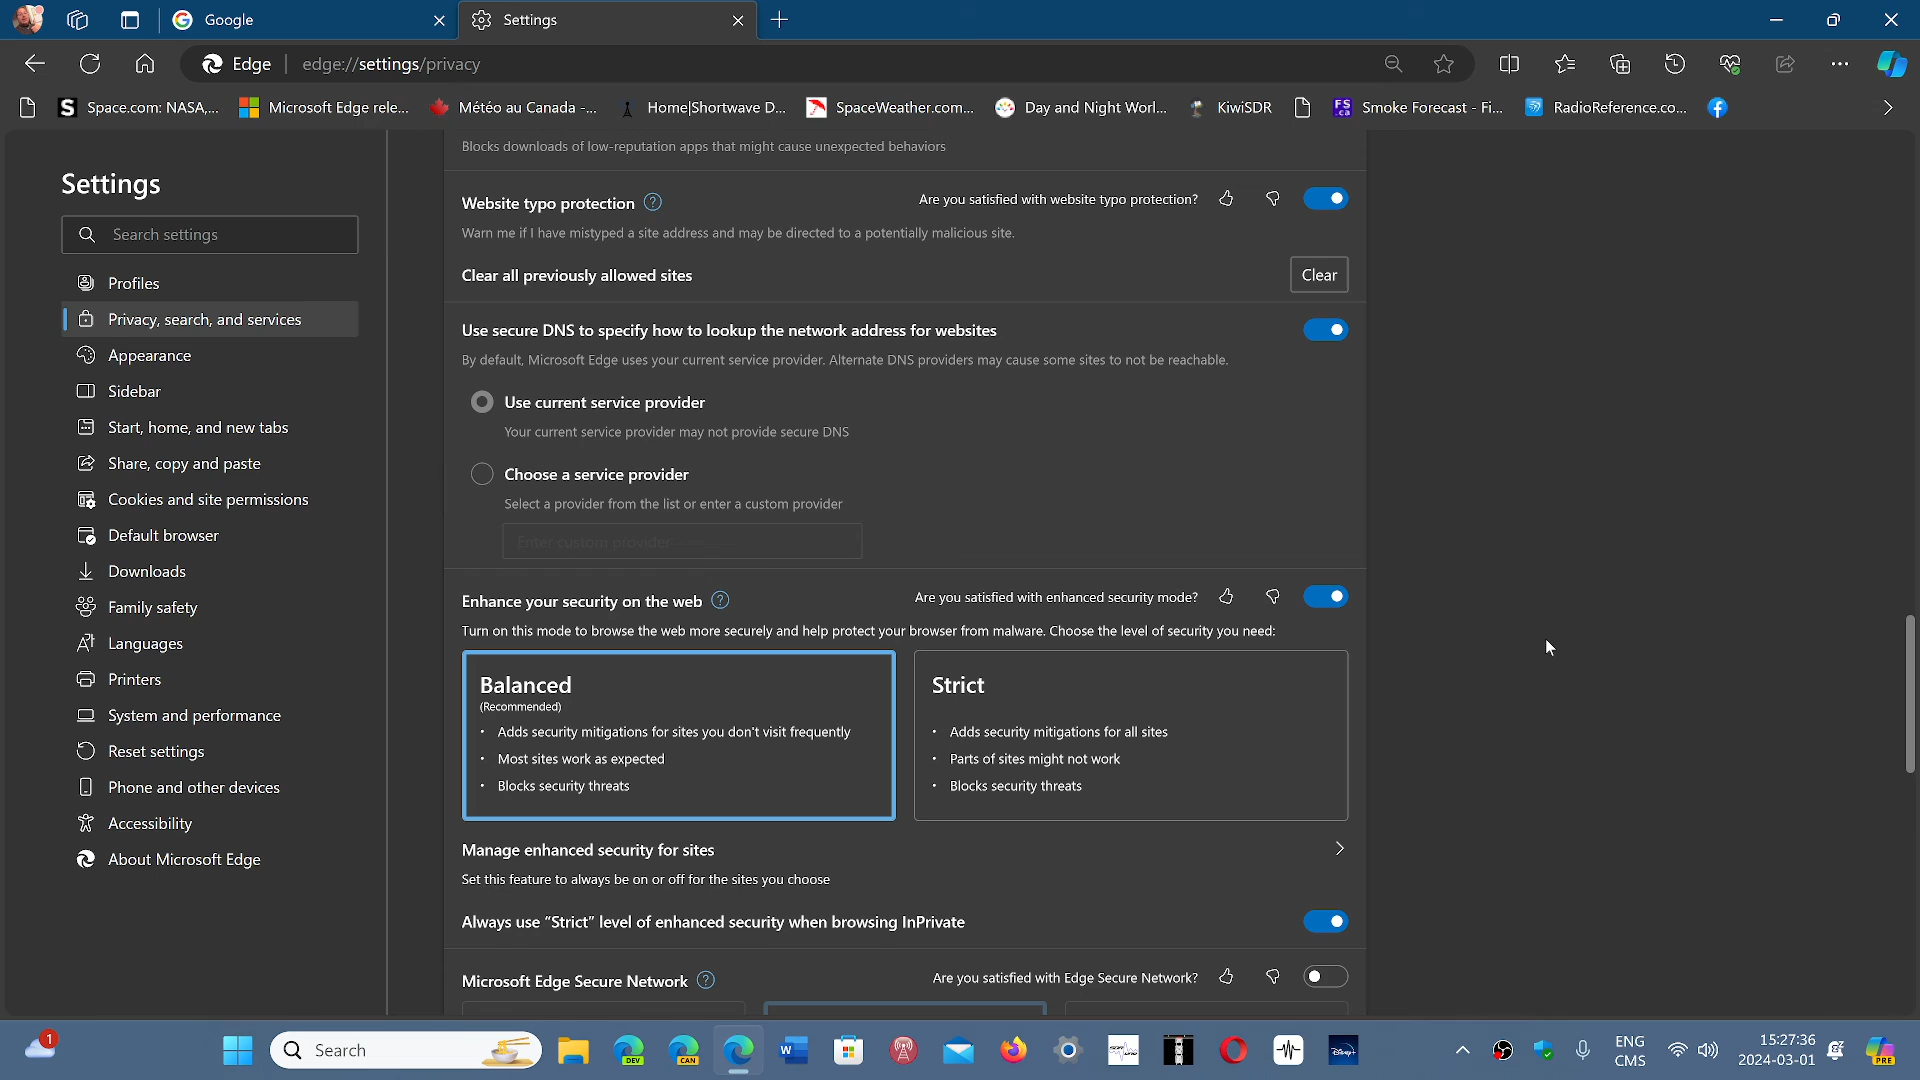 Google
Settings
Edge
edge://settings/privacy
Space.com: NASA,...
Microsoft Edge rele...
Météo au Canada -...
Home|Shortwave D...
SpaceWeather.com...
Day and Night Worl...
KiwiSDR
FS
.ca
Smoke Forecast - Fi...
RadioReference.co...
Settings
Search settings
Profiles
Privacy, search, and services
Appearance
Sidebar
Start, home, and new tabs
Share, copy and paste
Cookies and site permissions
Default browser
Downloads
Family safety
Languages
Printers
System and performance
Reset settings
Phone and other devices
Accessibility
About Microsoft Edge
Blocks downloads of low-reputation apps that might cause unexpected behaviors
Website typo protection
Are you satisfied with website typo protection?
Warn me if I have mistyped a site address and may be directed to a potentially malicious site.
Clear all previously allowed sites
Clear
Use secure DNS to specify how to lookup the network address for websites
By default, Microsoft Edge uses your current service provider. Alternate DNS providers may cause some sites to not be reachable.
Use current service provider
Your current service provider may not provide secure DNS
Choose a service provider
Select a provider from the list or enter a custom provider
Enter custom provider
Enhance your security on the web
Are you satisfied with enhanced security mode?
Turn on this mode to browse the web more securely and help protect your browser from malware. Choose the level of security you need:
Balanced
(Recommended)
• Adds security mitigations for sites you don't visit frequently
• Most sites work as expected
• Blocks security threats
Strict
• Adds security mitigations for all sites
• Parts of sites might not work
• Blocks security threats
Manage enhanced security for sites
Set this feature to always be on or off for the sites you choose
Always use “Strict” level of enhanced security when browsing InPrivate
Microsoft Edge Secure Network
Are you satisfied with Edge Secure Network?
1
Search
DEV
CAN
W
Disney+
ENG
CMS
15:27:36
2024-03-01
PRE